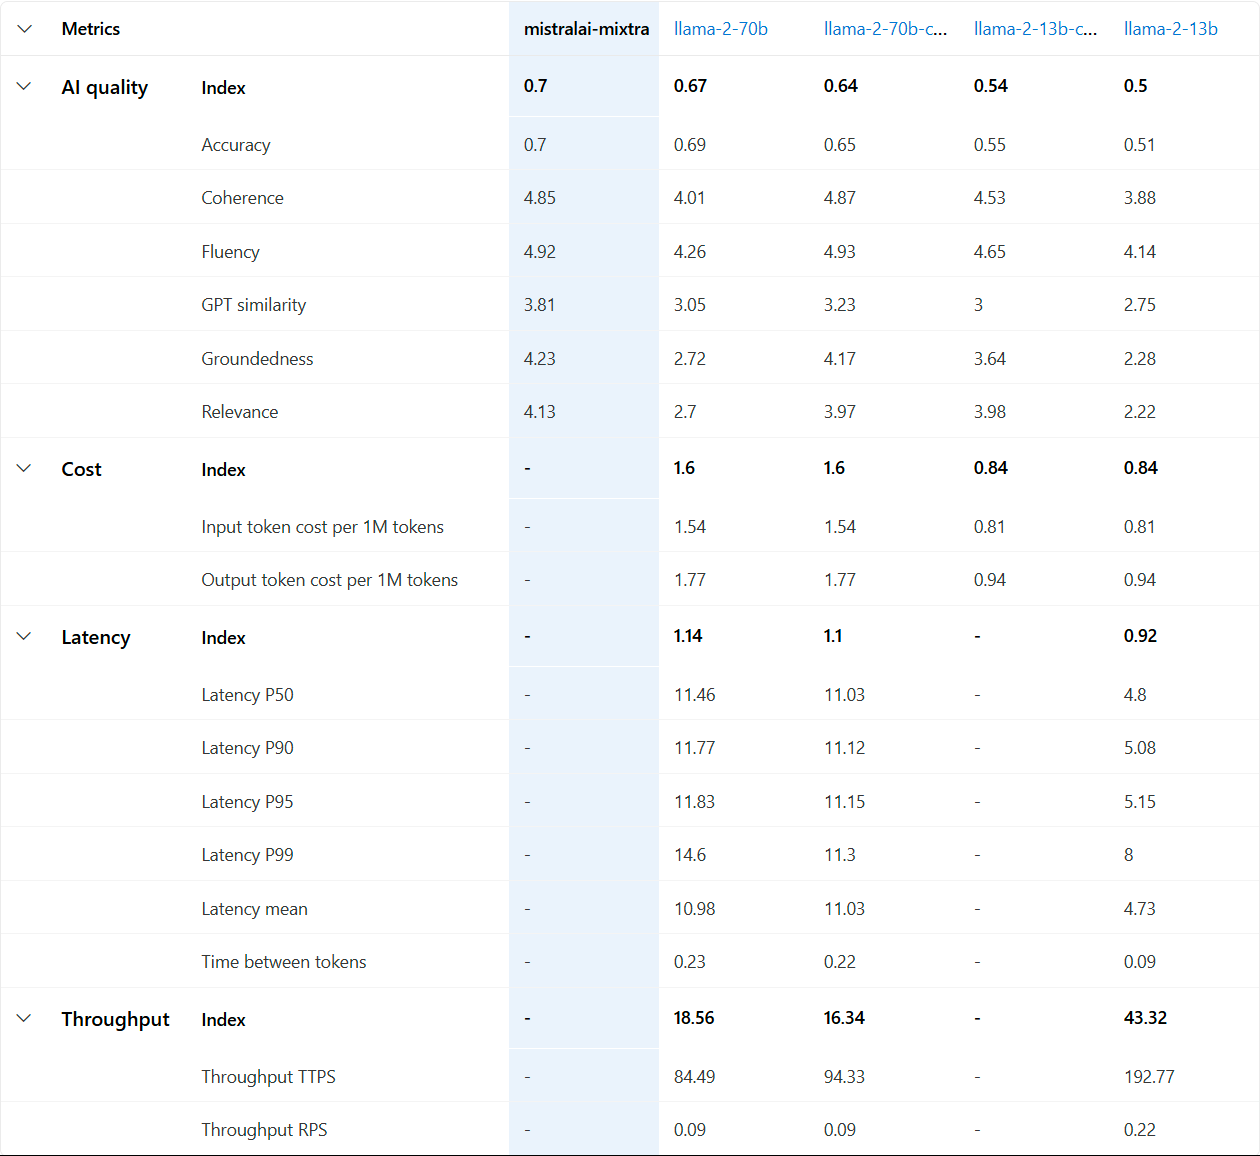 Metrics mistralai-mixtra llama-2-70b llama-2-70b-c... llama-2-13b-c... llama-2-13b
AI quality Index 0.7 0.67 0.64 0.54 0.5
Accuracy 0.7 0.69 0.65 0.55 0.51
Coherence 4.85 4.01 4.87 4.53 3.88
Fluency 4.92 4.26 4.93 4.65 4.14
GPT similarity 3.81 3.05 3.23 3 2.75
Groundedness 4.23 2.72 4.17 3.64 2.28
Relevance 4.13 2.7 3.97 3.98 2.22
Cost Index - 1.6 1.6 0.84 0.84
Input token cost per 1M tokens - 1.54 1.54 0.81 0.81
Output token cost per 1M tokens - 1.77 1.77 0.94 0.94
Latency Index - 1.14 1.1 - 0.92
Latency P50 - 11.46 11.03 - 4.8
Latency P90 - 11.77 11.12 - 5.08
Latency P95 - 11.83 11.15 - 5.15
Latency P99 - 14.6 11.3 - 8
Latency mean - 10.98 11.03 - 4.73
Time between tokens - 0.23 0.22 - 0.09
Throughput Index - 18.56 16.34 - 43.32
Throughput TTPS - 84.49 94.33 - 192.77
Throughput RPS - 0.09 0.09 - 0.22